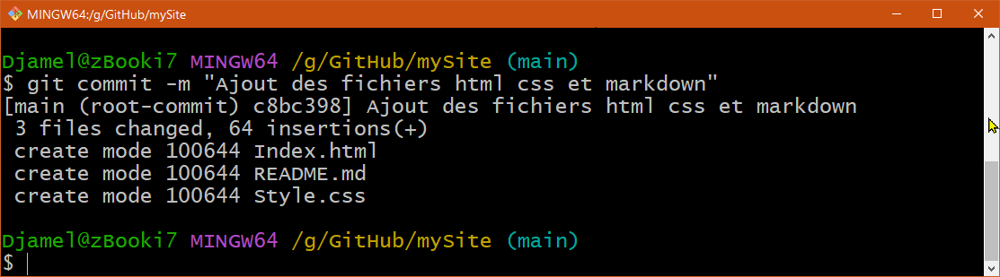 MINGW64:/g/GitHub/mySite
Djamel@zBooki7 MINGW64 /g/GitHub/mySite (main)
$ git commit -m "Ajout des fichiers html css et markdown"
[main (root-commit) c8bc398] Ajout des fichiers html css et markdown
 3 files changed, 64 insertions(+)
 create mode 100644 Index.html
 create mode 100644 README.md
 create mode 100644 Style.css
Djamel@zBooki7 MINGW64 /g/GitHub/mySite (main)
$